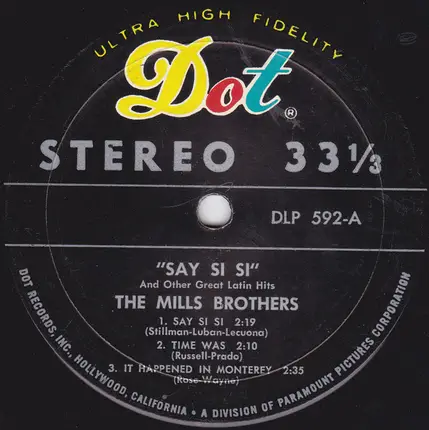 ULTRA HIGH FIDELITY
Dot®
STEREO 33⅓
DLP 592-A
"SAY SI SI"
And Other Great Latin Hits
THE MILLS BROTHERS
1. SAY SI SI 2:19
(Stillman-Luban-Lecuona)
2. TIME WAS 2:10
(Russell-Prado)
3. IT HAPPENED IN MONTEREY 2:35
(Rose-Wayne)
DOT RECORDS, INC., HOLLYWOOD, CALIFORNIA • A DIVISION OF PARAMOUNT PICTURES CORPORATION